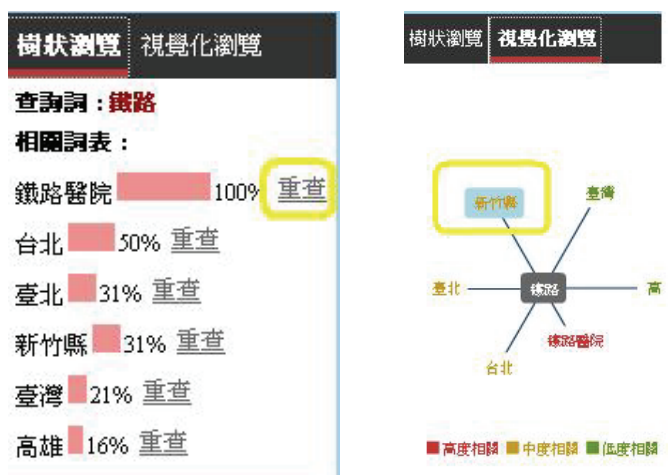 樹狀瀏覽 視覺化瀏覽
查詢詞：鐵路
相關詞表：
鐵路醫院 100% 重查
台北 50% 重查
臺北 31% 重查
新竹縣 31% 重查
臺灣 21% 重查
高雄 16% 重查
樹狀瀏覽 視覺化瀏覽
新竹縣
臺灣
臺北
鐵路
高
鐵路醫院
台北
高度相關 中度相關 低度相關